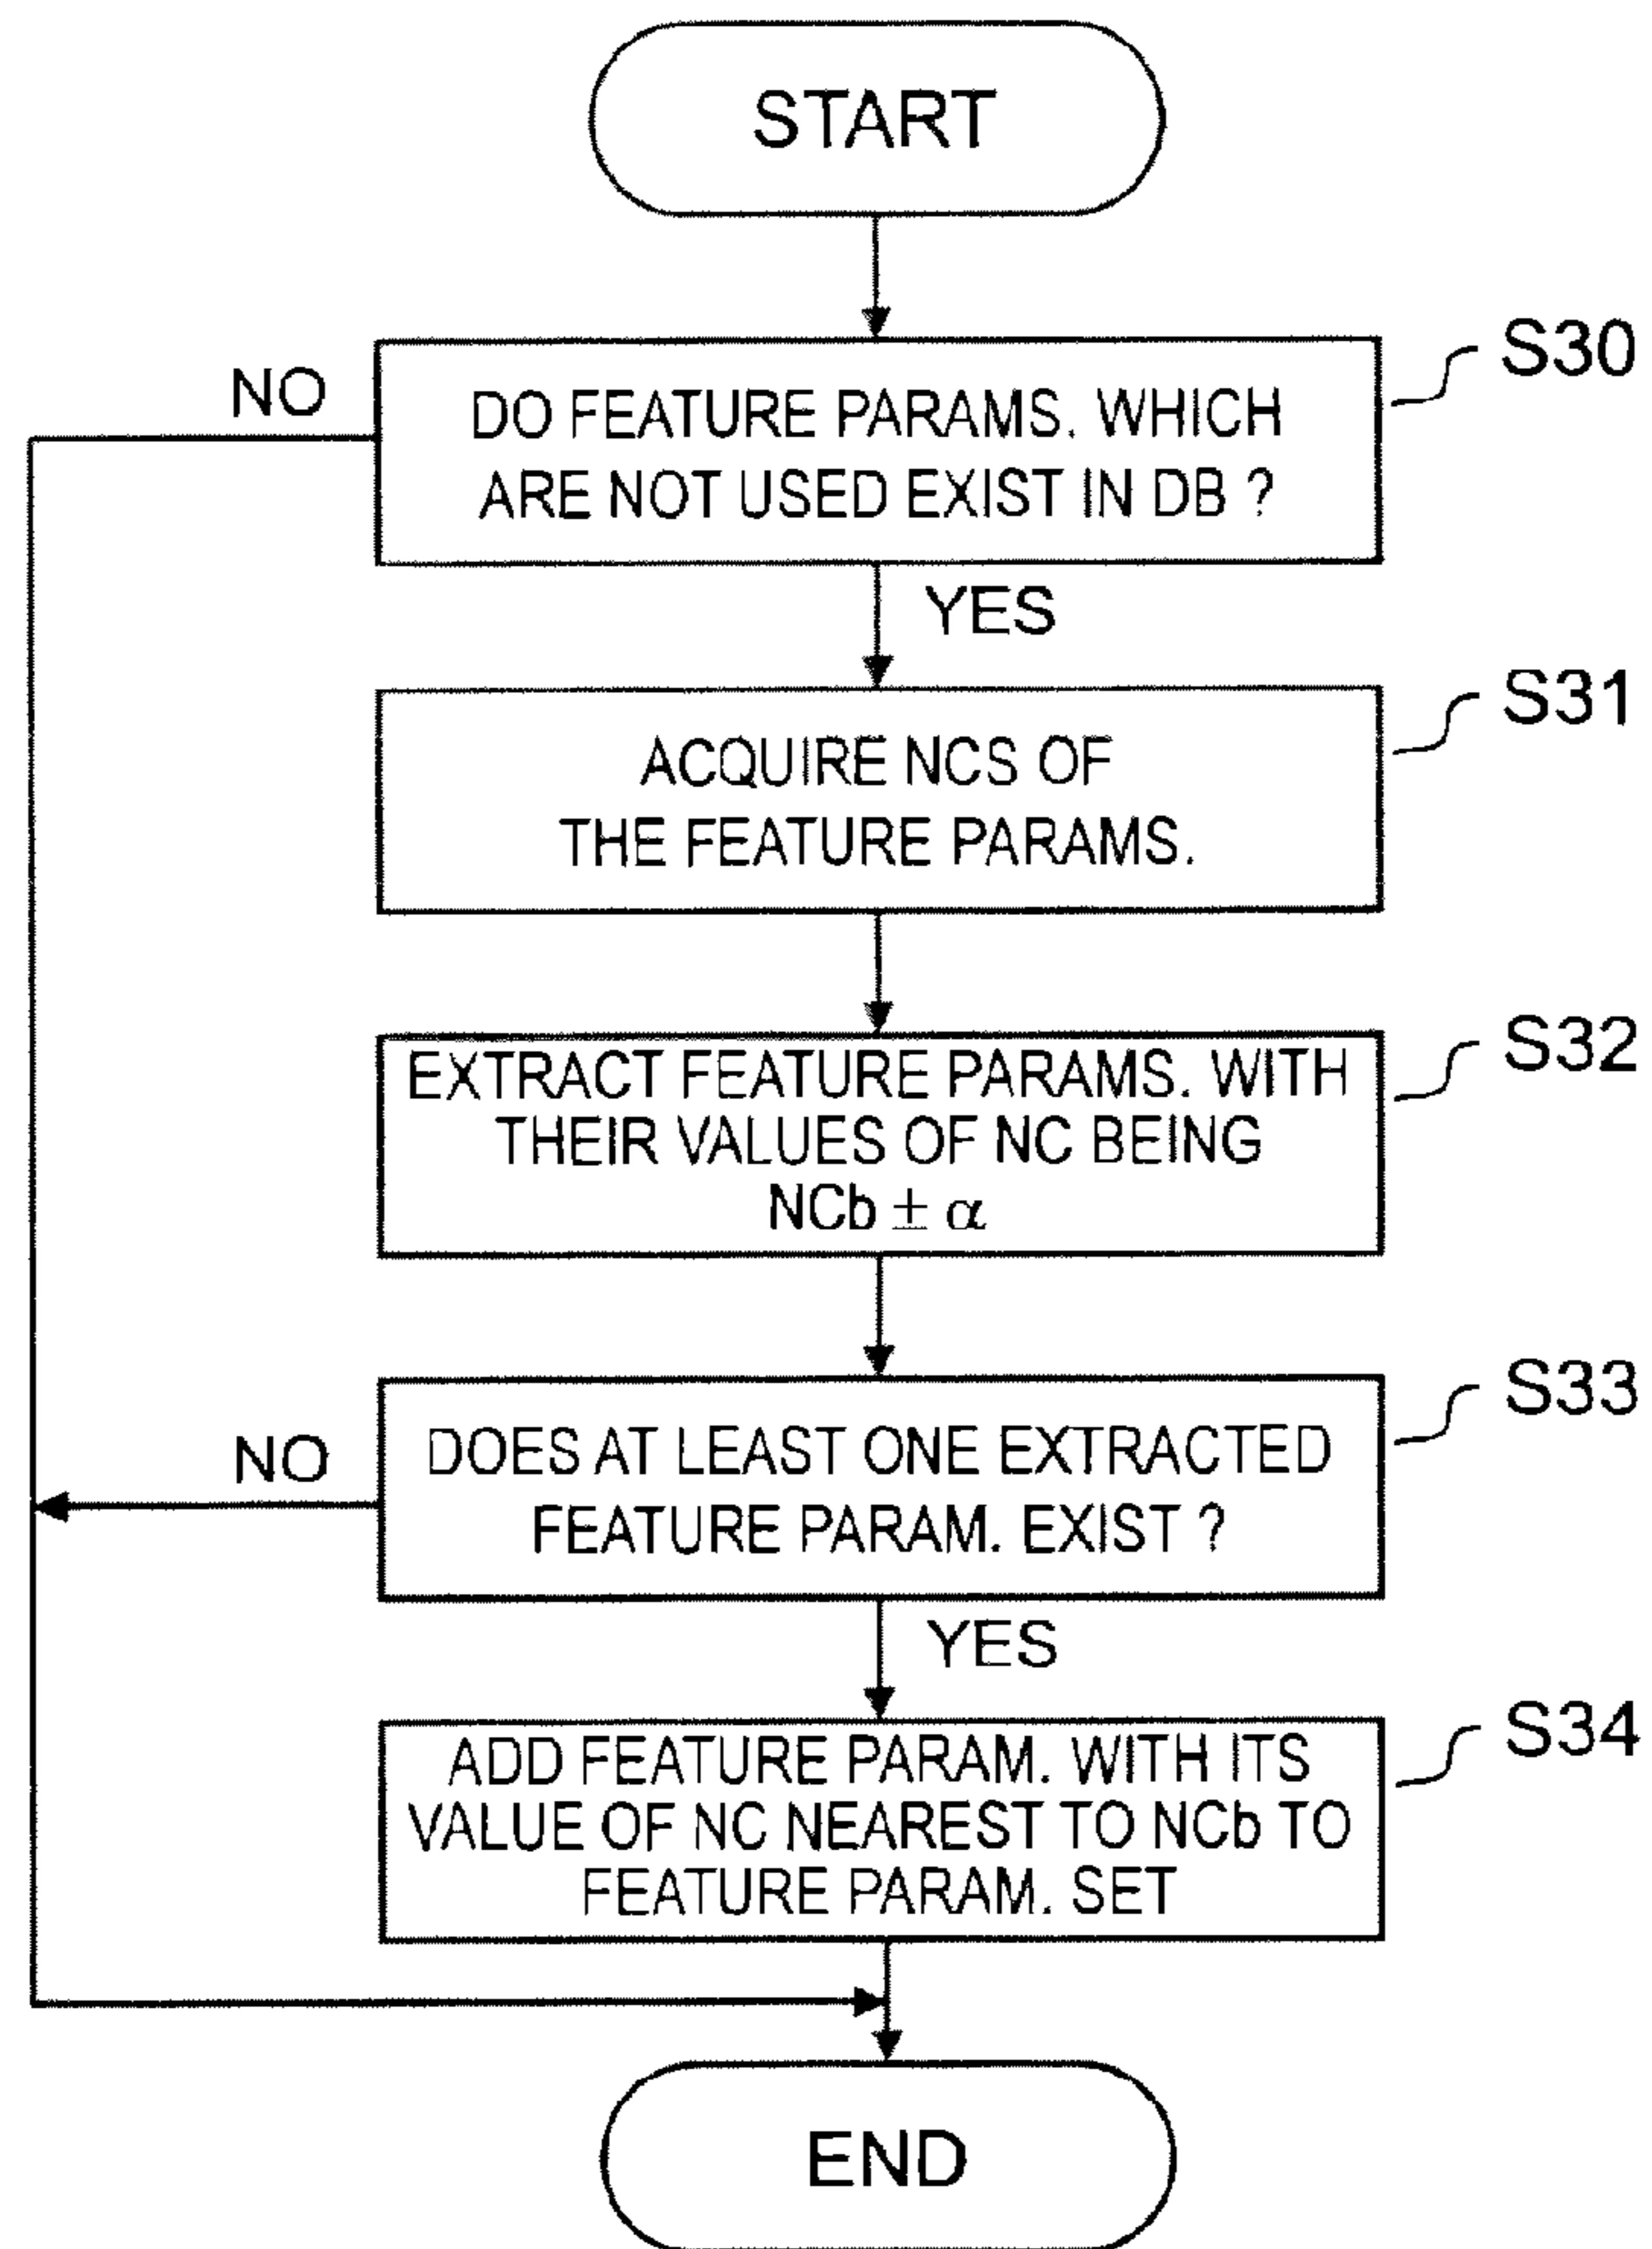 START
S30
NO
DO FEATURE PARAMS. WHICH
ARE NOT USED EXIST IN DB ?
YES
S31
ACQUIRE NCS OF
THE FEATURE PARAMS.
S32
EXTRACT FEATURE PARAMS. WITH
THEIR VALUES OF NC BEING
NCb ± α
S33
NO
DOES AT LEAST ONE EXTRACTED
FEATURE PARAM. EXIST ?
YES
S34
ADD FEATURE PARAM. WITH ITS
VALUE OF NC NEAREST TO NCb TO
FEATURE PARAM. SET
END